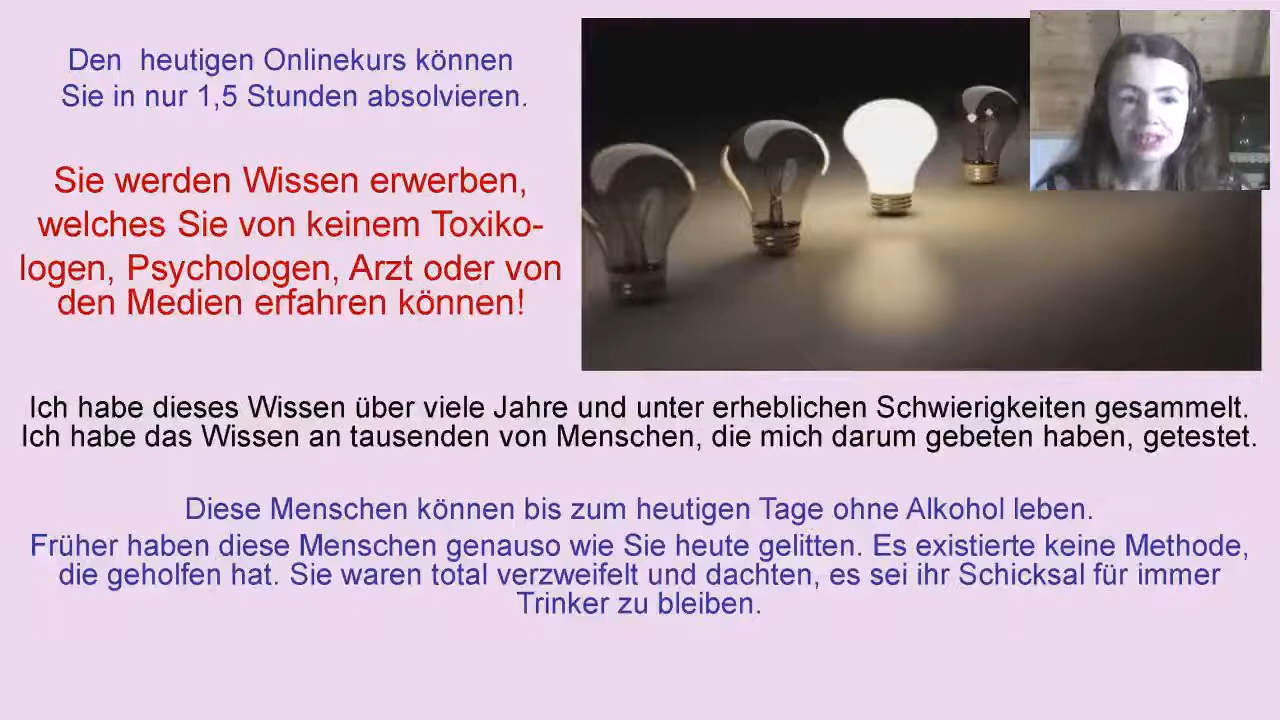 Den heutigen Onlinekurs können
Sie in nur 1,5 Stunden absolvieren.
Sie werden Wissen erwerben,
welches Sie von keinem Toxiko-
logen, Psychologen, Arzt oder von
den Medien erfahren können!
Ich habe dieses Wissen über viele Jahre und unter erheblichen Schwierigkeiten gesammelt.
Ich habe das Wissen an tausenden von Menschen, die mich darum gebeten haben, getestet.
Diese Menschen können bis zum heutigen Tage ohne Alkohol leben.
Früher haben diese Menschen genauso wie Sie heute gelitten. Es existierte keine Methode,
die geholfen hat. Sie waren total verzweifelt und dachten, es sei ihr Schicksal für immer
Trinker zu bleiben.